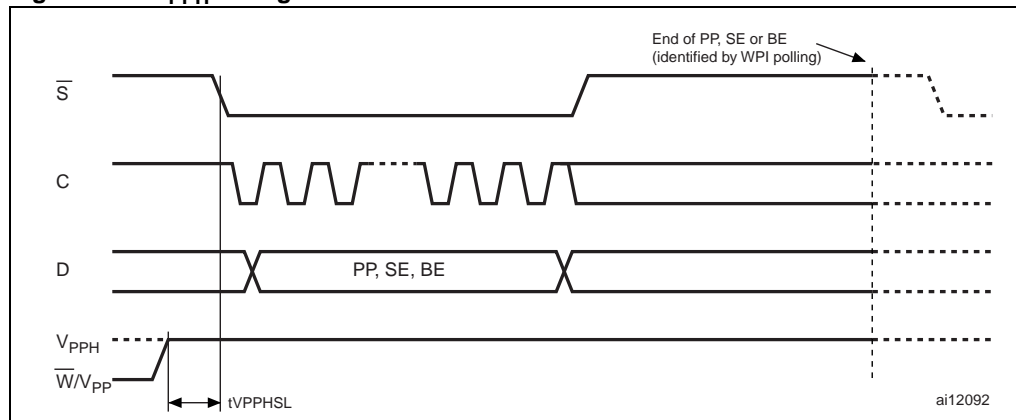 End of PP, SE or BE
(identified by WPI polling)
S̅
C
D
PP, SE, BE
VPPH
W̅/VPP
tVPPHSL
ai12092